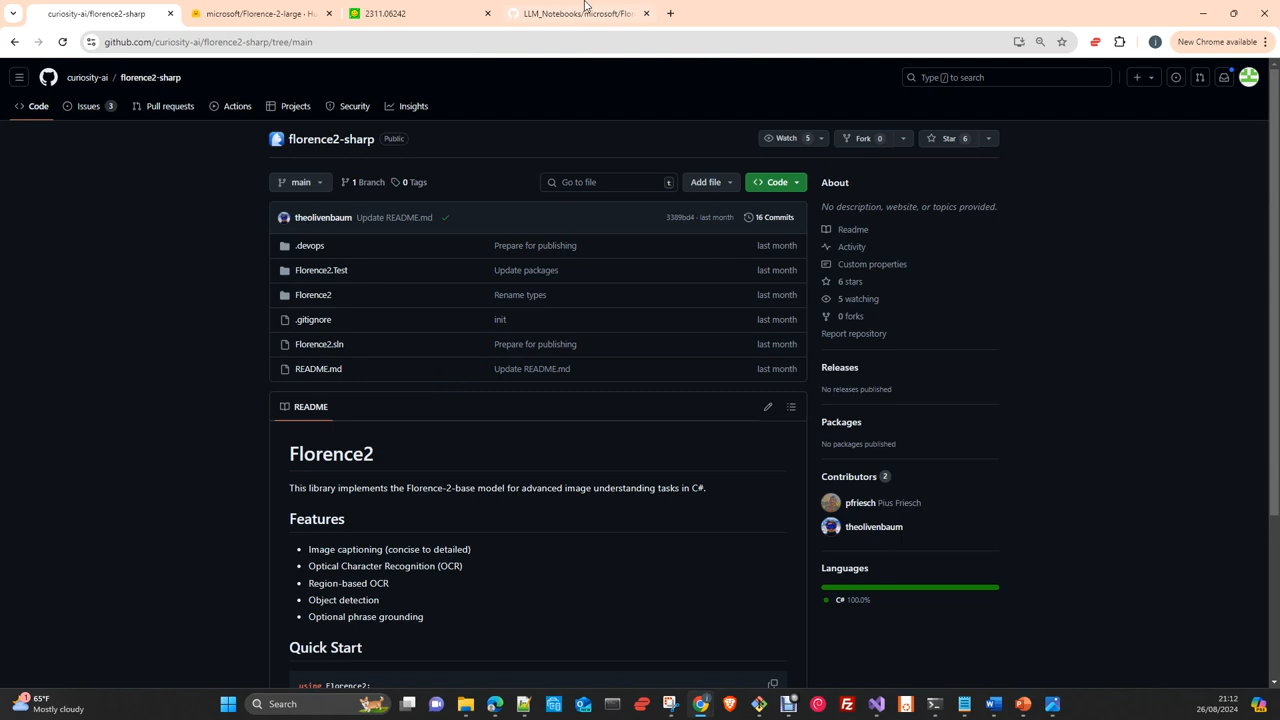 curiosity-ai/florence2-sharp
microsoft/Florence-2-large · Hu
2311.06242
LLM_Notebooks/microsoft/Flor
github.com/curiosity-ai/florence2-sharp/tree/main
New Chrome available
curiosity-ai / florence2-sharp
Type / to search
Code
Issues 3
Pull requests
Actions
Projects
Security
Insights
florence2-sharp Public
Watch 5
Fork 0
Star 6
main
1 Branch
0 Tags
Go to file t
Add file
Code
theolivenbaum Update README.md
3389bd4 · last month
16 Commits
.devops Prepare for publishing last month
Florence2.Test Update packages last month
Florence2 Rename types last month
.gitignore init last month
Florence2.sln Prepare for publishing last month
README.md Update README.md last month
README
Florence2
This library implements the Florence-2-base model for advanced image understanding tasks in C#.
Features
• Image captioning (concise to detailed)
• Optical Character Recognition (OCR)
• Region-based OCR
• Object detection
• Optional phrase grounding
Quick Start
using Florence2;
About
No description, website, or topics provided.
Readme
Activity
Custom properties
6 stars
5 watching
0 forks
Report repository
Releases
No releases published
Packages
No packages published
Contributors 2
pfriesch Pius Friesch
theolivenbaum
Languages
C# 100.0%
65°F
Mostly cloudy
Search
21:12
26/08/2024